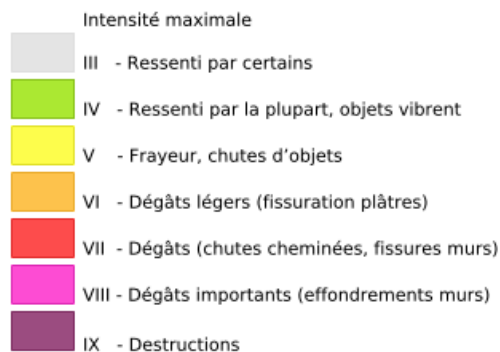 Intensité maximale
III - Ressenti par certains
IV - Ressenti par la plupart, objets vibrent
V - Frayeur, chutes d’objets
VI - Dégâts légers (fissuration plâtres)
VII - Dégâts (chutes cheminées, fissures murs)
VIII - Dégâts importants (effondrements murs)
IX - Destructions